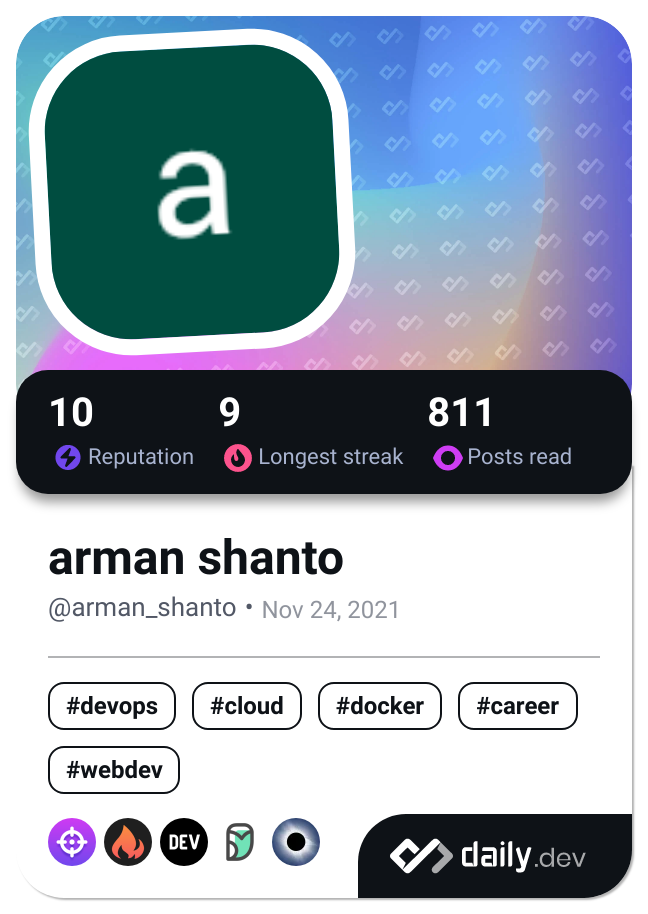 a
10 9 811
Reputation Longest streak Posts read
arman shanto
@arman_shanto • Nov 24, 2021
#devops #cloud #docker #career
#webdev
DEV
daily.dev